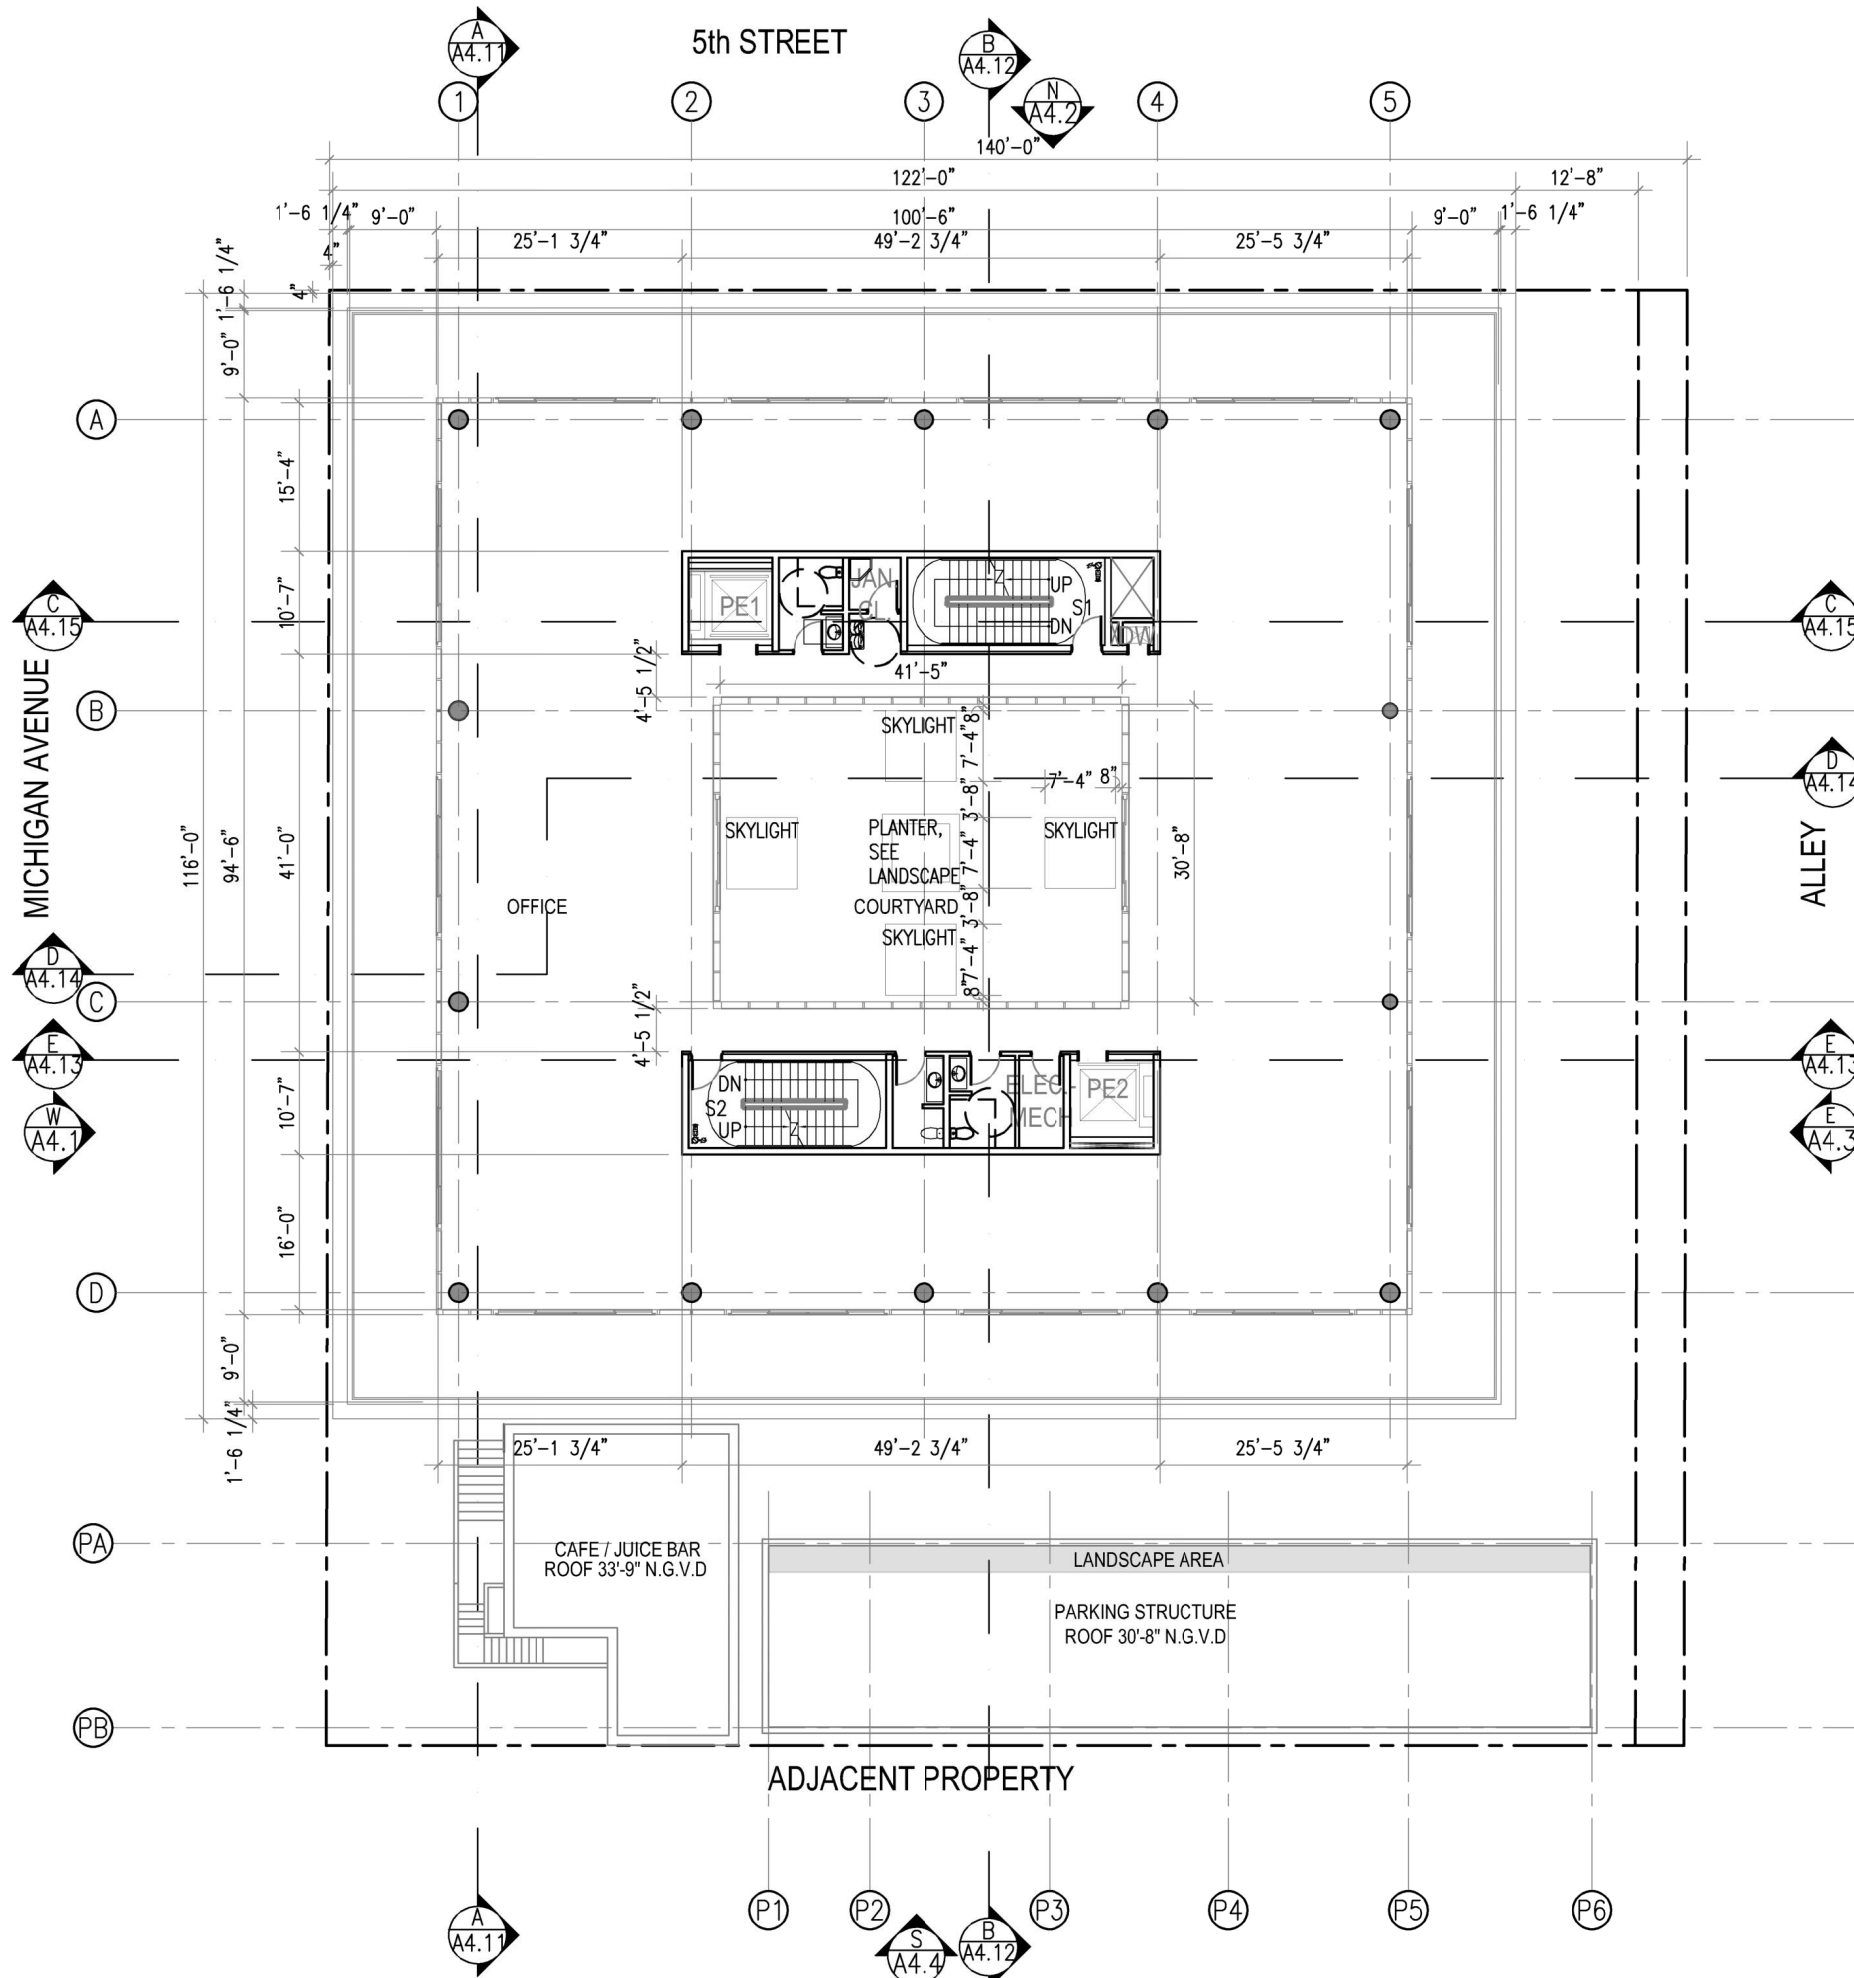 A
A4.11
5th STREET
B
A4.12
N
A4.2
1
2
3
4
5
140'-0"
122'-0"
12'-8"
1'-6 1/4"
9'-0"
100'-6"
9'-0"
1'-6 1/4"
4"
25'-1 3/4"
49'-2 3/4"
25'-5 3/4"
1'-6 1/4"
4"
9'-0"
A
15'-4"
10'-7"
PE1
JAN
CL.
UP
S1
DN
C
A4.15
C
A4.15
4'-5 1/2"
41'-5"
MICHIGAN AVENUE
B
SKYLIGHT
8"
7'-4"
D
A4.14
7'-4"
8"
3'-8"
116'-0"
94'-6"
41'-0"
SKYLIGHT
PLANTER,
SEE
LANDSCAPE
7'-4"
SKYLIGHT
30'-8"
ALLEY
OFFICE
COURTYARD
3'-8"
SKYLIGHT
7'-4"
8"
D
A4.14
C
4'-5 1/2"
E
A4.13
E
A4.13
10'-7"
DN
S2
UP
ELEC.-
MECH
PE2
W
A4.1
E
A4.3
16'-0"
D
9'-0"
1'-6 1/4"
25'-1 3/4"
49'-2 3/4"
25'-5 3/4"
PA
CAFE / JUICE BAR
ROOF 33'-9" N.G.V.D
LANDSCAPE AREA
PARKING STRUCTURE
ROOF 30'-8" N.G.V.D
PB
ADJACENT PROPERTY
P1
P2
P3
P4
P5
P6
A
A4.11
S
A4.4
B
A4.12